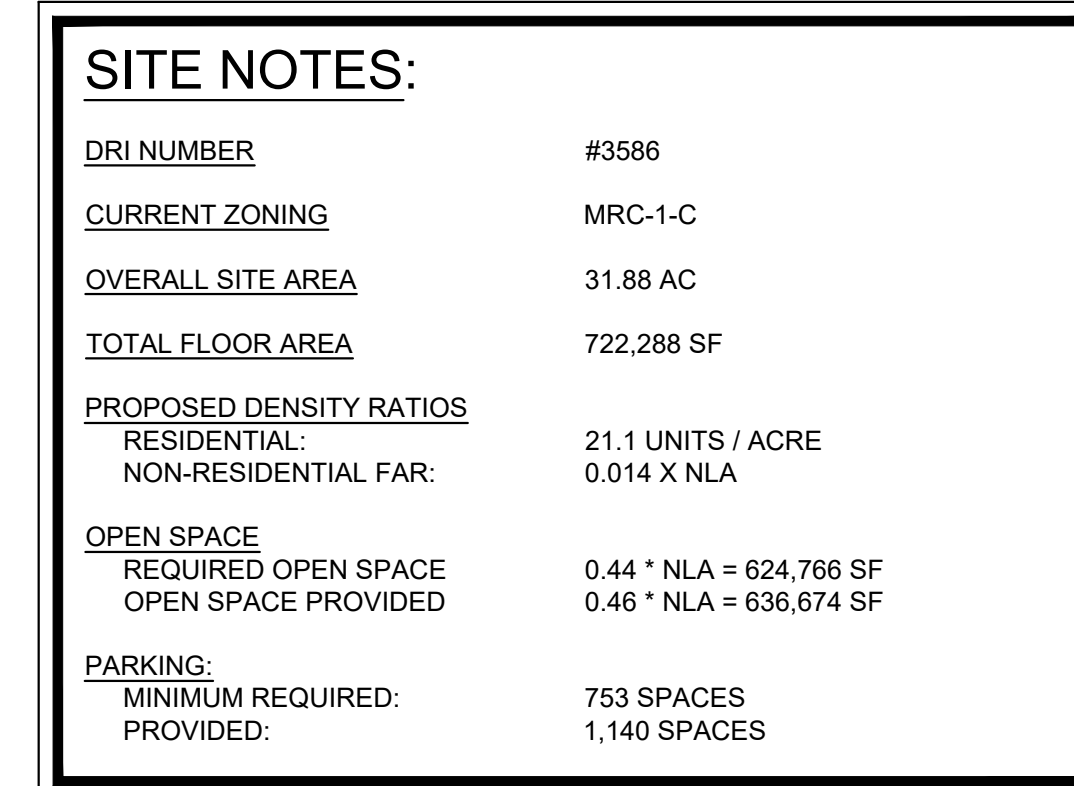 SITE NOTES:
DRI NUMBER #3586
CURRENT ZONING MRC-1-C
OVERALL SITE AREA 31.88 AC
TOTAL FLOOR AREA 722,288 SF
PROPOSED DENSITY RATIOS
RESIDENTIAL: 21.1 UNITS / ACRE
NON-RESIDENTIAL FAR: 0.014 X NLA
OPEN SPACE
REQUIRED OPEN SPACE 0.44 * NLA = 624,766 SF
OPEN SPACE PROVIDED 0.46 * NLA = 636,674 SF
PARKING:
MINIMUM REQUIRED: 753 SPACES
PROVIDED: 1,140 SPACES